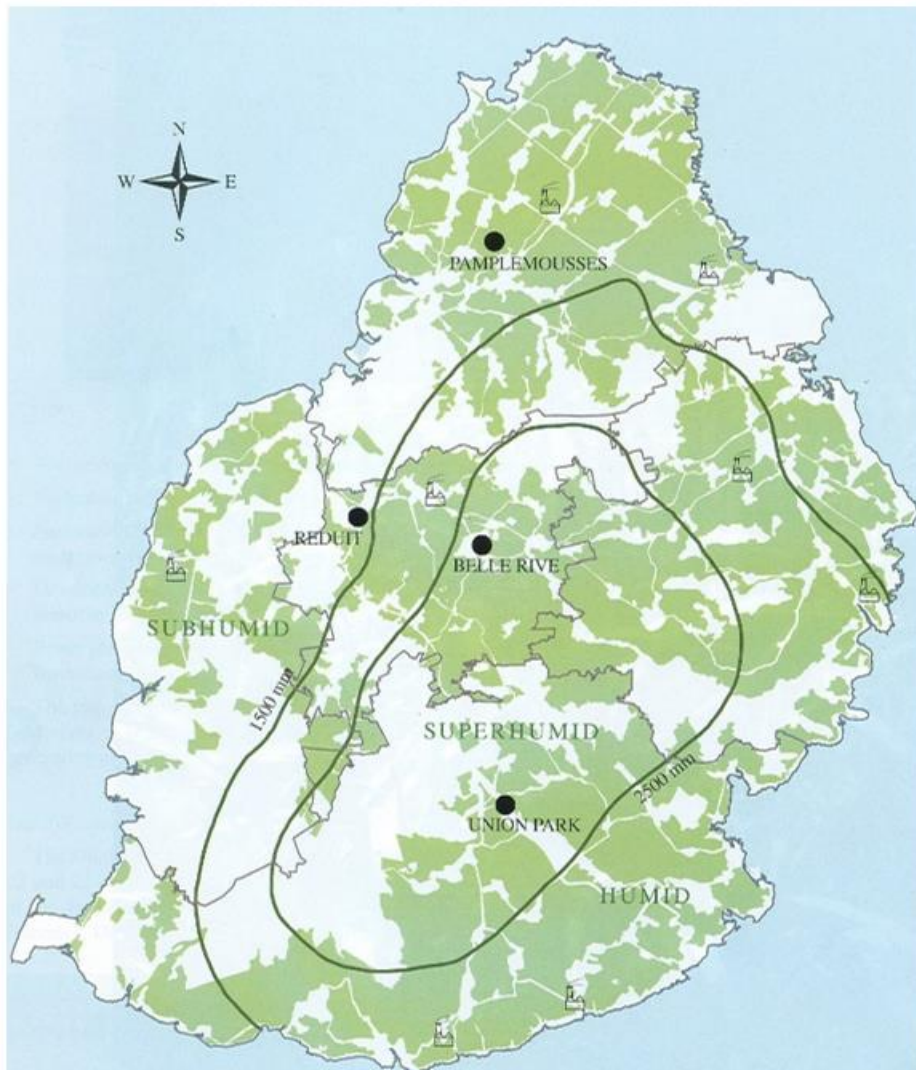 N
W E
S
PAMPLEMOUSSES
REDUIT
BELLE RIVE
SUBHUMID
1500 mm
SUPERHUMID
2500 mm
UNION PARK
HUMID